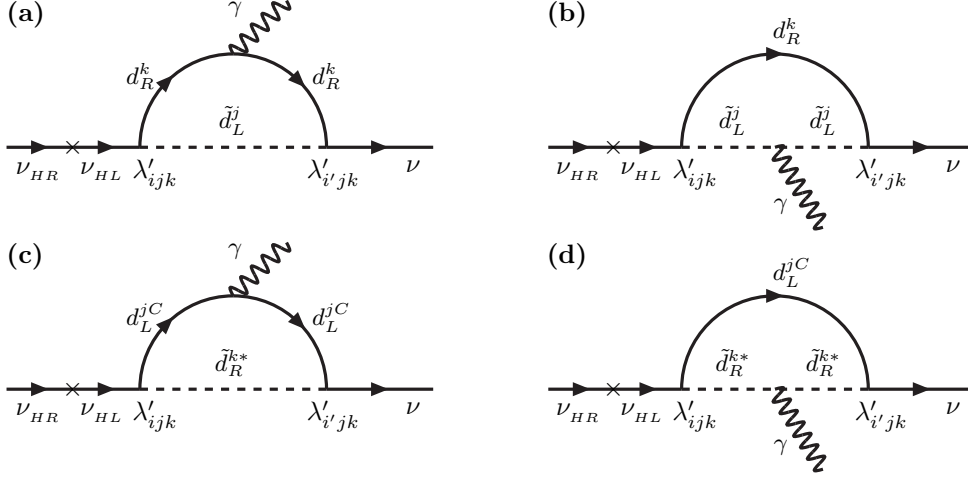 (a) γ (b)
d_R^k d_R^k d_R^k
d̃_L^j d̃_L^j d̃_L^j
ν_HR ν_HL λ'_ijk λ'_i'jk ν ν_HR ν_HL λ'_ijk λ'_i'jk ν
γ
(c) γ (d)
d_L^jC d_L^jC d_L^jC
d̃_R^k* d̃_R^k* d̃_R^k*
ν_HR ν_HL λ'_ijk λ'_i'jk ν ν_HR ν_HL λ'_ijk λ'_i'jk ν
γ